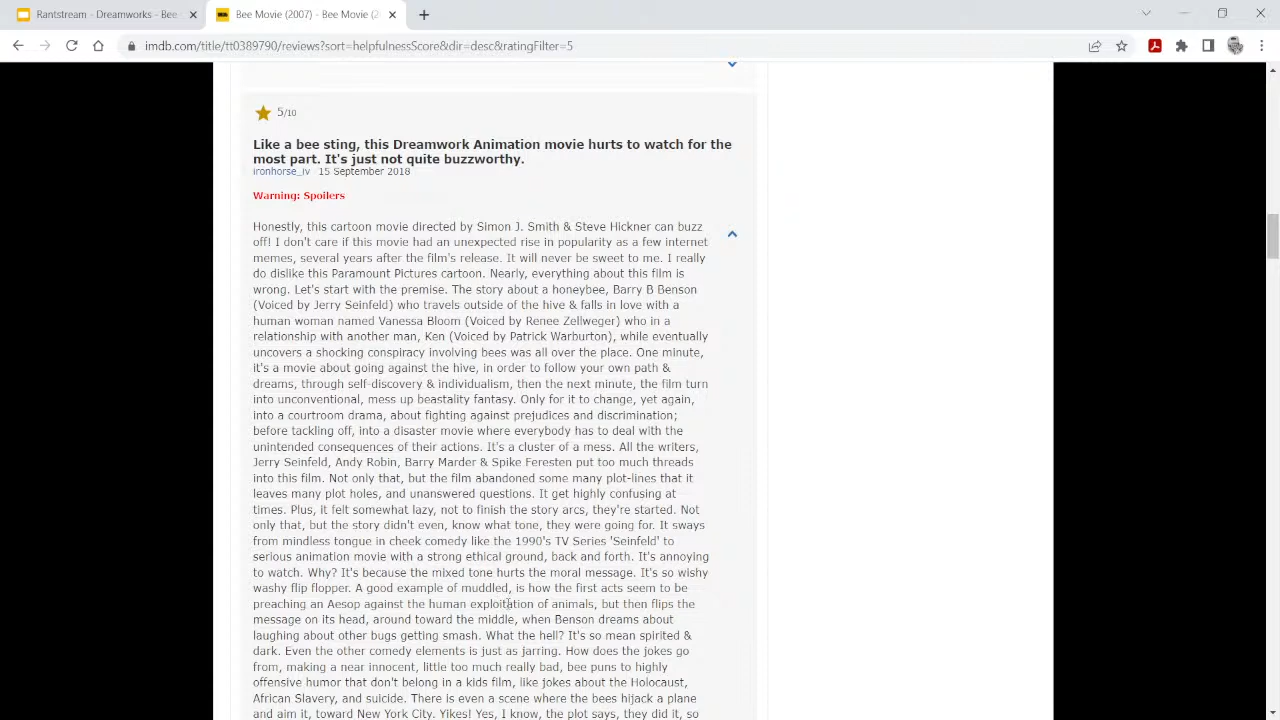 Rantstream - Dreamworks - Bee
Bee Movie (2007) - Bee Movie (2
imdb.com/title/tt0389790/reviews?sort=helpfulnessScore&dir=desc&ratingFilter=5
5/10
Like a bee sting, this Dreamwork Animation movie hurts to watch for the
most part. It's just not quite buzzworthy.
ironhorse_iv 15 September 2018
Warning: Spoilers
Honestly, this cartoon movie directed by Simon J. Smith & Steve Hickner can buzz
off! I don't care if this movie had an unexpected rise in popularity as a few internet
memes, several years after the film's release. It will never be sweet to me. I really
do dislike this Paramount Pictures cartoon. Nearly, everything about this film is
wrong. Let's start with the premise. The story about a honeybee, Barry B Benson
(Voiced by Jerry Seinfeld) who travels outside of the hive & falls in love with a
human woman named Vanessa Bloom (Voiced by Renee Zellweger) who in a
relationship with another man, Ken (Voiced by Patrick Warburton), while eventually
uncovers a shocking conspiracy involving bees was all over the place. One minute,
it's a movie about going against the hive, in order to follow your own path &
dreams, through self-discovery & individualism, then the next minute, the film turn
into unconventional, mess up beastality fantasy. Only for it to change, yet again,
into a courtroom drama, about fighting against prejudices and discrimination;
before tackling off, into a disaster movie where everybody has to deal with the
unintended consequences of their actions. It's a cluster of a mess. All the writers,
Jerry Seinfeld, Andy Robin, Barry Marder & Spike Feresten put too much threads
into this film. Not only that, but the film abandoned some many plot-lines that it
leaves many plot holes, and unanswered questions. It get highly confusing at
times. Plus, it felt somewhat lazy, not to finish the story arcs, they're started. Not
only that, but the story didn't even, know what tone, they were going for. It sways
from mindless tongue in cheek comedy like the 1990's TV Series 'Seinfeld' to
serious animation movie with a strong ethical ground, back and forth. It's annoying
to watch. Why? It's because the mixed tone hurts the moral message. It's so wishy
washy flip flopper. A good example of muddled, is how the first acts seem to be
preaching an Aesop against the human exploitation of animals, but then flips the
message on its head, around toward the middle, when Benson dreams about
laughing about other bugs getting smash. What the hell? It's so mean spirited &
dark. Even the other comedy elements is just as jarring. How does the jokes go
from, making a near innocent, little too much really bad, bee puns to highly
offensive humor that don't belong in a kids film, like jokes about the Holocaust,
African Slavery, and suicide. There is even a scene where the bees hijack a plane
and aim it, toward New York City. Yikes! Yes, I know, the plot says, they did it, so